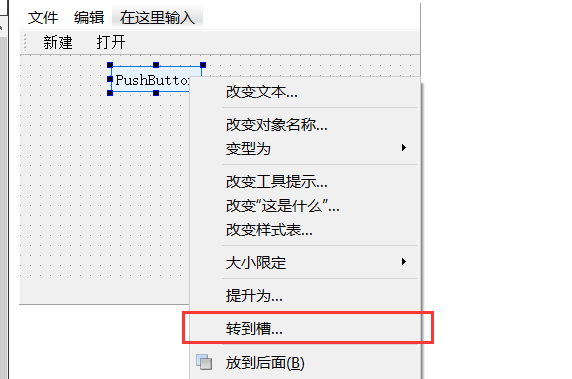 文件 编辑 在这里输入
新建 打开
PushButton
改变文本...
改变对象名称...
变型为
改变工具提示...
改变“这是什么”...
改变样式表...
大小限定
提升为...
转到槽...
放到后面(B)